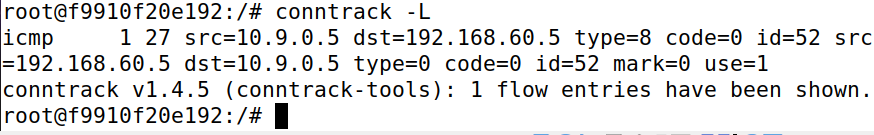 root@f9910f20e192:/# conntrack -L
icmp     1 27 src=10.9.0.5 dst=192.168.60.5 type=8 code=0 id=52 src
=192.168.60.5 dst=10.9.0.5 type=0 code=0 id=52 mark=0 use=1
conntrack v1.4.5 (conntrack-tools): 1 flow entries have been shown.
root@f9910f20e192:/#